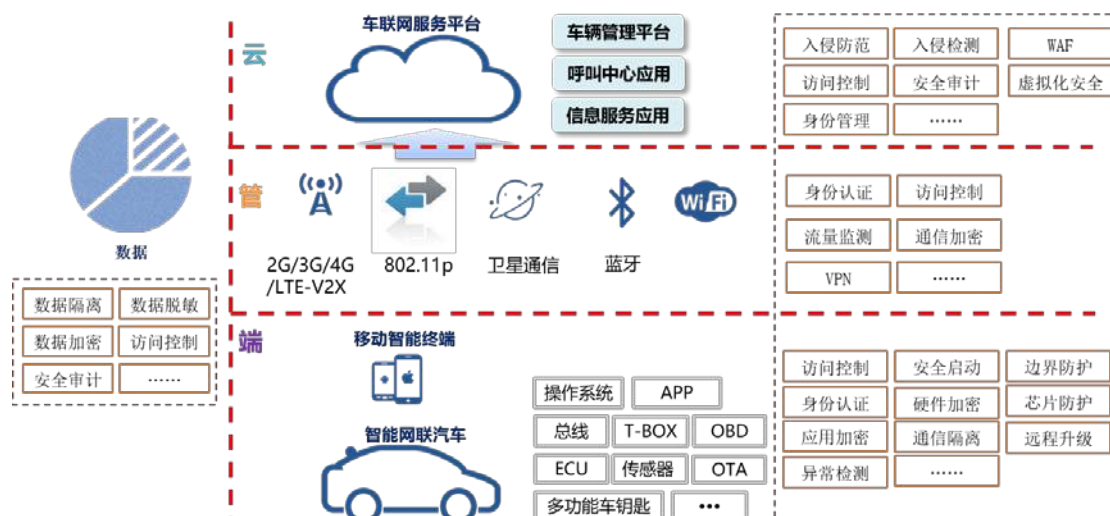 云
车联网服务平台
车辆管理平台
呼叫中心应用
信息服务应用
入侵防范 入侵检测 WAF
访问控制 安全审计 虚拟化安全
身份管理 ……
数据
数据隔离 数据脱敏
数据加密 访问控制
安全审计 ……
管
WiFi
2G/3G/4G
/LTE-V2X
802.11p
卫星通信
蓝牙
身份认证 访问控制
流量监测 通信加密
VPN ……
端
移动智能终端
智能网联汽车
操作系统 APP
总线 T-BOX OBD
ECU 传感器 OTA
多功能车钥匙 •••
访问控制 安全启动 边界防护
身份认证 硬件加密 芯片防护
应用加密 通信隔离 远程升级
异常检测 ……